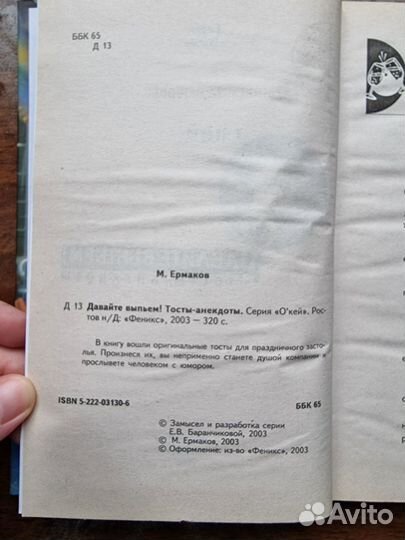 ББК 65
Д 13
М. Ермаков
Д 13 Давайте выпьем! Тосты-анекдоты. Серия «О'кей». Рос-
тов н/Д: «Феникс», 2003 — 320 с.
В книгу вошли оригинальные тосты для праздничного засто-
лья. Произнеся их, вы непременно станете душой компании и
прослывете человеком с юмором.
ISBN 5-222-03130-6
ББК 65
© Замысел и разработка серии
Е.В. Баранчиковой, 2003
© М. Ермаков, 2003
© Оформление: из-во «Феникс», 2003
Avito